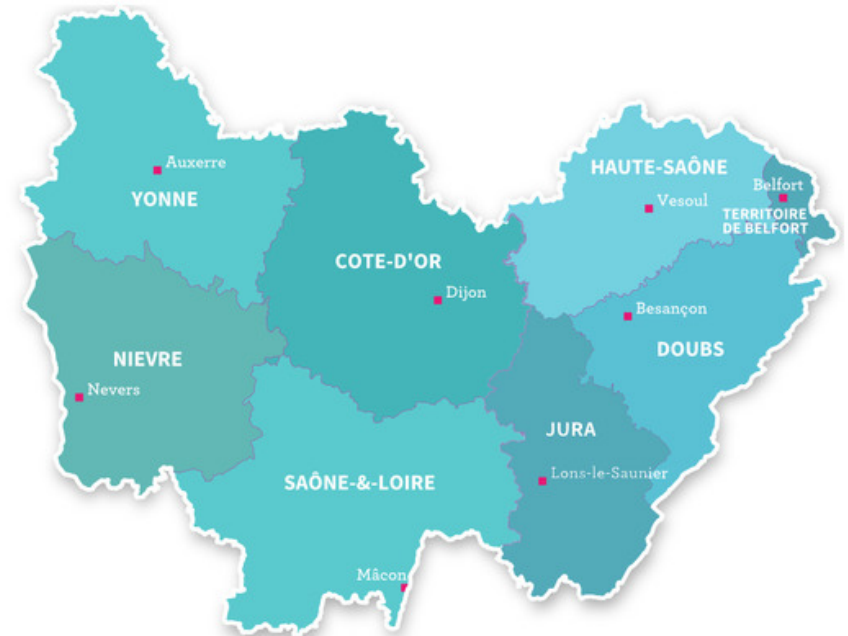 Auxerre
YONNE
HAUTE-SAÔNE
Vesoul
Belfort
TERRITOIRE
DE BELFORT
COTE-D'OR
Dijon
Besançon
DOUBS
NIEVRE
Nevers
JURA
Lons-le-Saunier
SAÔNE-&-LOIRE
Mâcon